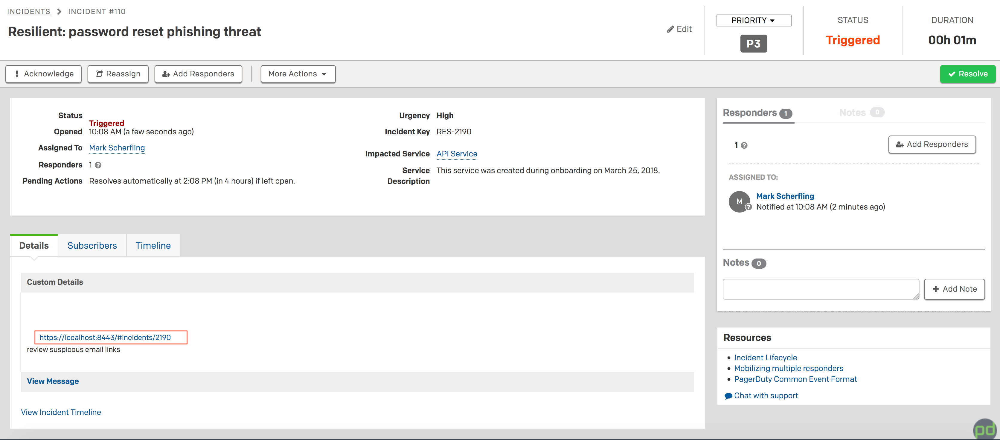 INCIDENTS > INCIDENT #110
Resilient: password reset phishing threat
Edit
PRIORITY
P3
STATUS
Triggered
DURATION
00h 01m
! Acknowledge
Reassign
Add Responders
More Actions
Resolve
Status
Triggered
Opened 10:08 AM (a few seconds ago)
Assigned To Mark Scherfling
Responders 1 ?
Pending Actions Resolves automatically at 2:08 PM (in 4 hours) if left open.
Urgency High
Incident Key RES-2190
Impacted Service API Service
Service This service was created during onboarding on March 25, 2018.
Description
Details
Subscribers
Timeline
Custom Details
https://localhost:8443/#incidents/2190
review suspicous email links
View Message
View Incident Timeline
Responders 1
Notes 0
1 ?
Add Responders
ASSIGNED TO:
M ?
Mark Scherfling
Notified at 10:08 AM (2 minutes ago)
Notes 0
+ Add Note
Resources
• Incident Lifecycle
• Mobilizing multiple responders
• PagerDuty Common Event Format
Chat with support
pd